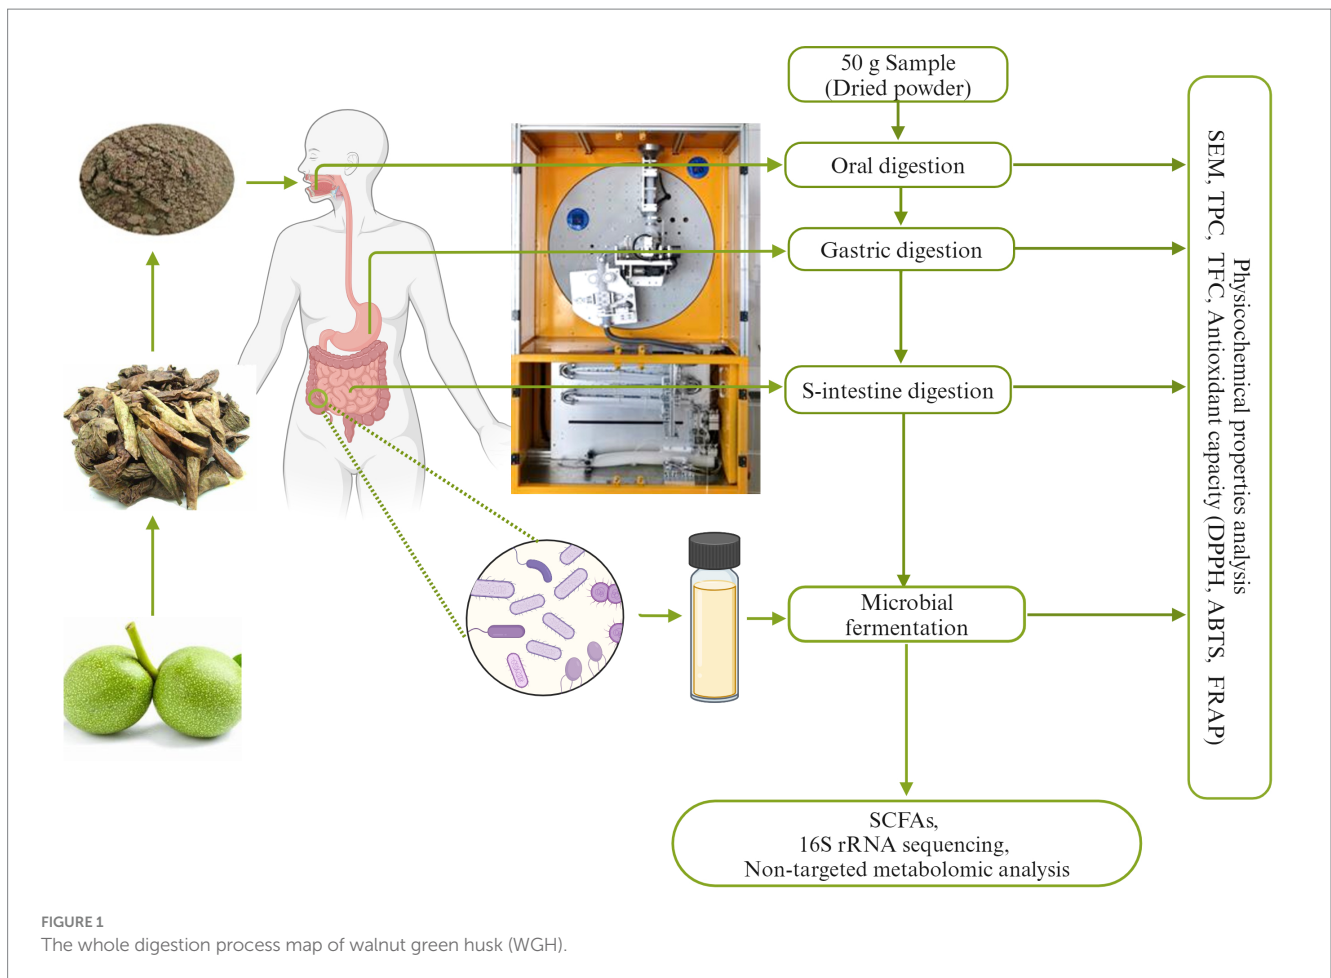 50 g Sample
(Dried powder)
Oral digestion
Gastric digestion
S-intestine digestion
Microbial
fermentation
SCFAs,
16S rRNA sequencing,
Non-targeted metabolomic analysis
Physicochemical properties analysis
SEM, TPC, TFC, Antioxidant capacity (DPPH, ABTS, FRAP)
FIGURE 1
The whole digestion process map of walnut green husk (WGH).